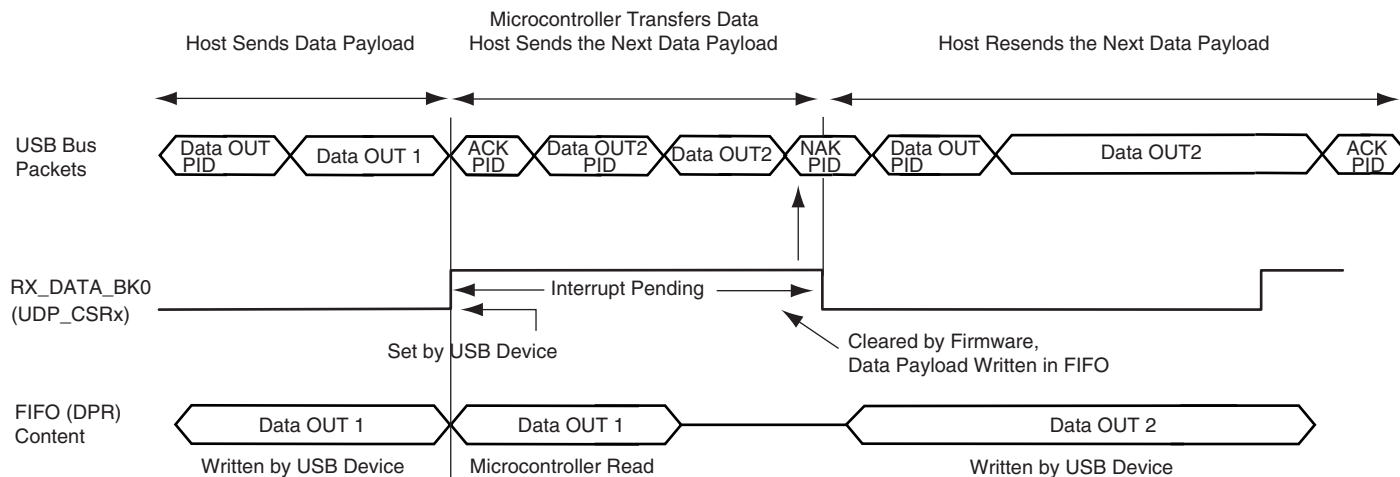 Host Sends Data Payload
Microcontroller Transfers Data
Host Sends the Next Data Payload
Host Resends the Next Data Payload
USB Bus
Packets
Data OUT
PID
Data OUT 1
ACK
PID
Data OUT2
PID
Data OUT2
NAK
PID
Data OUT
PID
Data OUT2
ACK
PID
RX_DATA_BK0
(UDP_CSRx)
Interrupt Pending
Set by USB Device
Cleared by Firmware,
Data Payload Written in FIFO
FIFO (DPR)
Content
Data OUT 1
Data OUT 1
Data OUT 2
Written by USB Device
Microcontroller Read
Written by USB Device